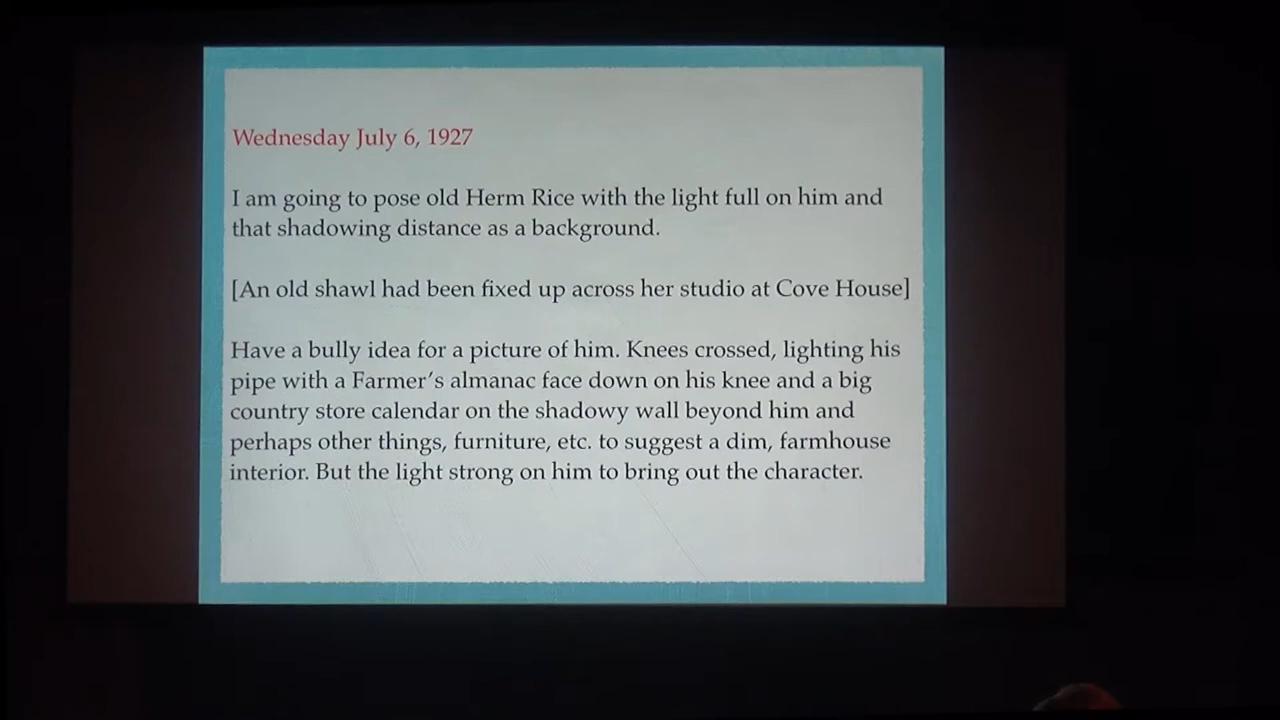 Wednesday July 6, 1927
I am going to pose old Herm Rice with the light full on him and
that shadowing distance as a background.
[An old shawl had been fixed up across her studio at Cove House]
Have a bully idea for a picture of him. Knees crossed, lighting his
pipe with a Farmer's almanac face down on his knee and a big
country store calendar on the shadowy wall beyond him and
perhaps other things, furniture, etc. to suggest a dim, farmhouse
interior. But the light strong on him to bring out the character.